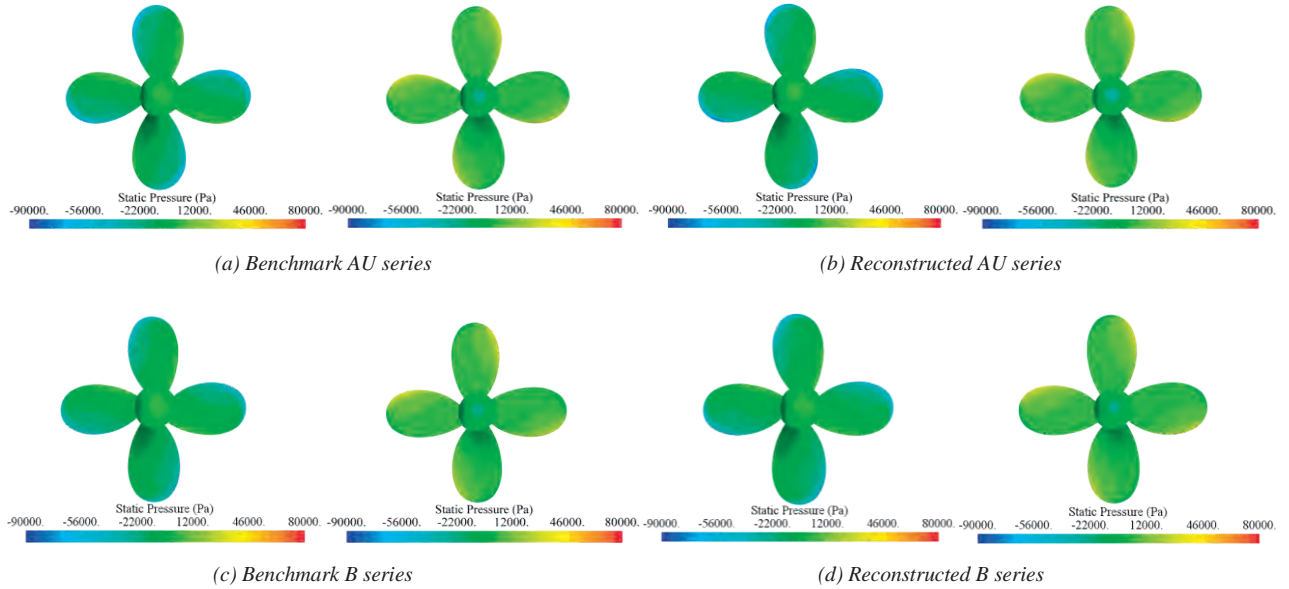 Static Pressure (Pa)
-90000. -56000. -22000. 12000. 46000. 80000.
Static Pressure (Pa)
-90000. -56000. -22000. 12000. 46000. 80000.
(a) Benchmark AU series
Static Pressure (Pa)
-90000. -56000. -22000. 12000. 46000. 80000.
Static Pressure (Pa)
-90000. -56000. -22000. 12000. 46000. 80000.
(b) Reconstructed AU series
Static Pressure (Pa)
-90000. -56000. -22000. 12000. 46000. 80000.
Static Pressure (Pa)
-90000. -56000. -22000. 12000. 46000. 80000.
(c) Benchmark B series
Static Pressure (Pa)
-90000. -56000. -22000. 12000. 46000. 80000.
Static Pressure (Pa)
-90000. -56000. -22000. 12000. 46000. 80000.
(d) Reconstructed B series